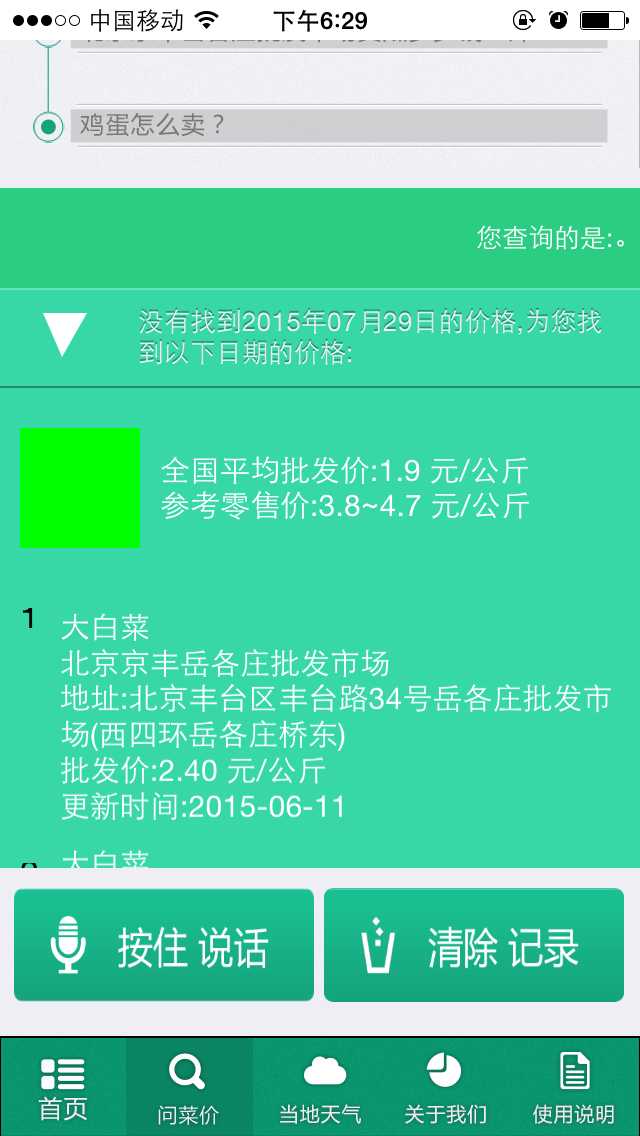 中国移动
下午6:29
鸡蛋怎么卖？
您查询的是:。
没有找到2015年07月29日的价格,为您找
到以下日期的价格:
全国平均批发价:1.9 元/公斤
参考零售价:3.8~4.7 元/公斤
1
大白菜
北京京丰岳各庄批发市场
地址:北京丰台区丰台路34号岳各庄批发市
场(西四环岳各庄桥东)
批发价:2.40 元/公斤
更新时间:2015-06-11
大白菜
按住 说话
清除 记录
首页
问菜价
当地天气
关于我们
使用说明